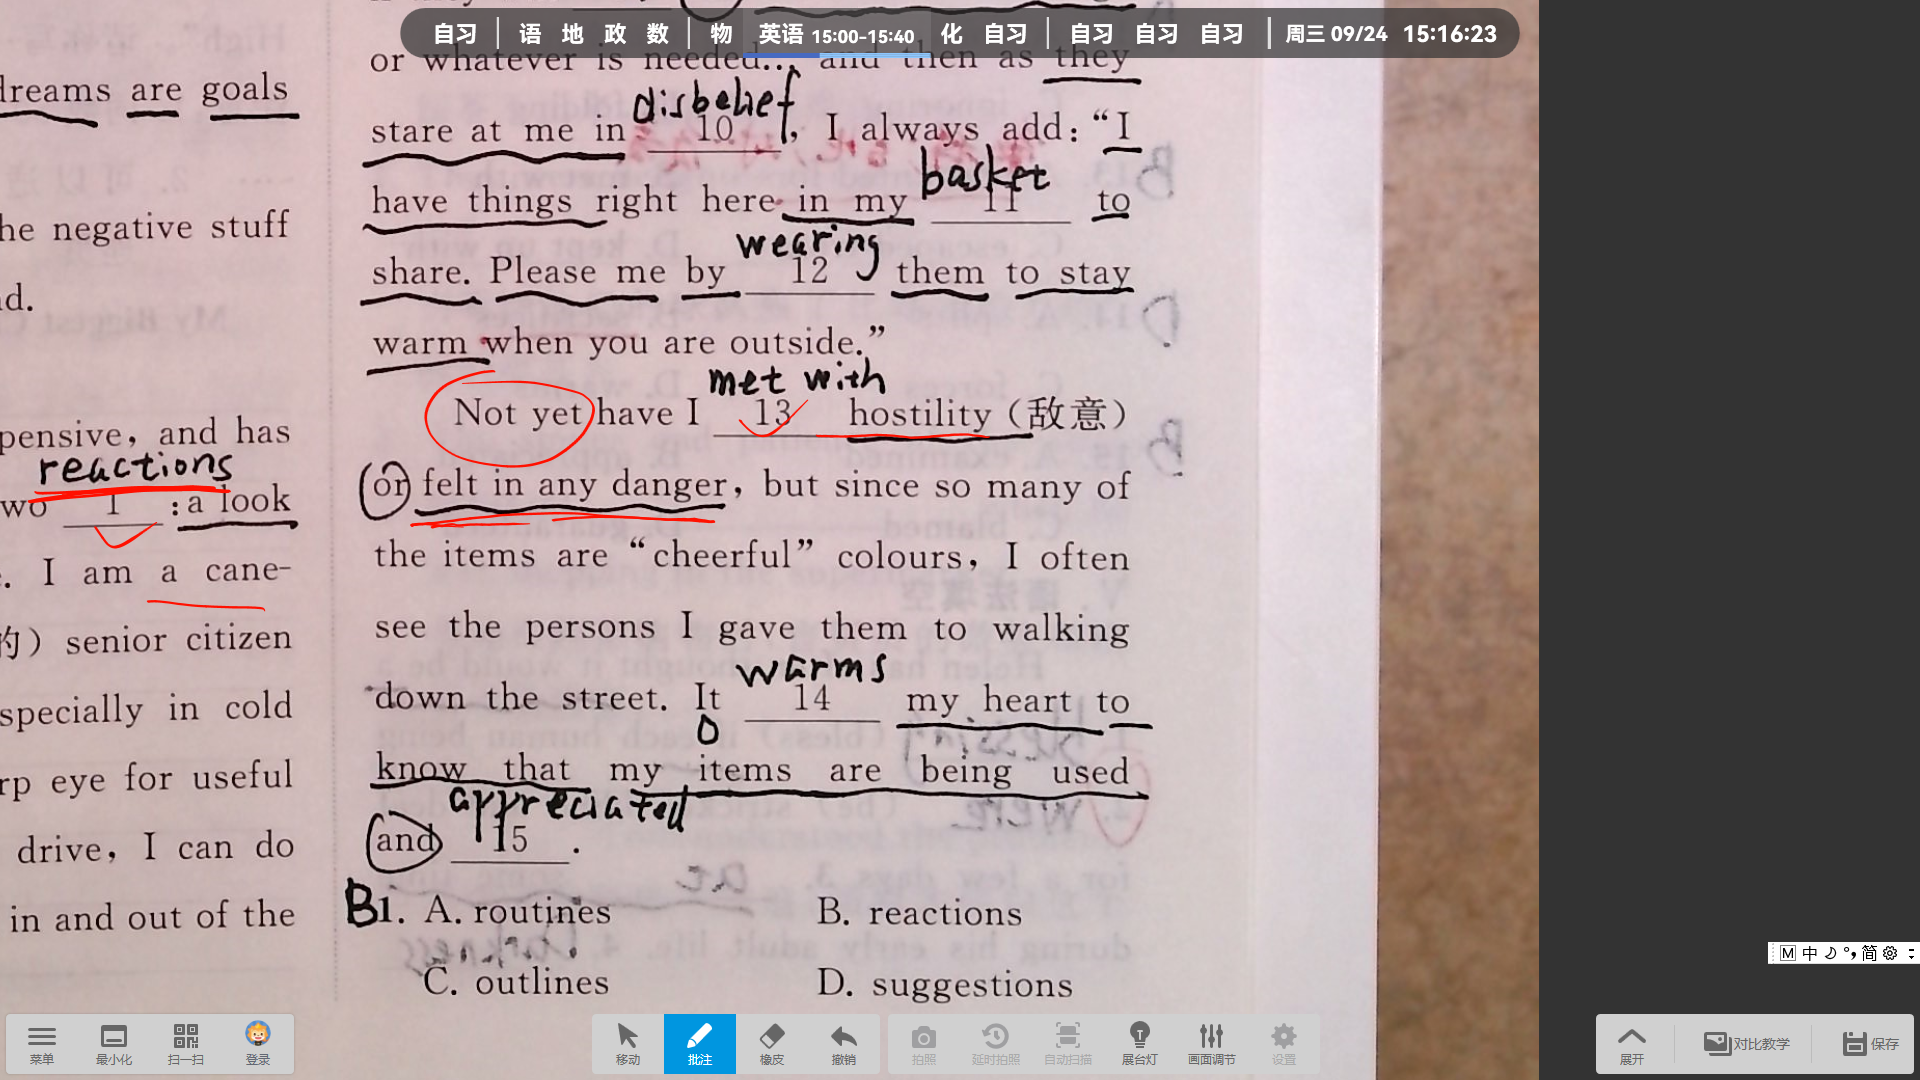 自习 | 语 地 政 数 | 物 英语 15:00-15:40 化 自习 | 自习 自习 自习 | 周三 09/24 15:16:23
dreams are goals
he negative stuff
d.
pensive, and has
reactions
wo 1 : a look
I am a cane-
的) senior citizen
specially in cold
rp eye for useful
drive, I can do
in and out of the
or whatever is needed... and then as they
disbelief
stare at me in 10, I always add: “I
basket
have things right here in my 11 to
wearing
share. Please me by 12 them to stay
warm when you are outside.”
met with
Not yet have I 13 hostility (敌意)
or felt in any danger, but since so many of
the items are “cheerful” colours, I often
see the persons I gave them to walking
warms
down the street. It 14 my heart to
know that my items are being used
appreciated
and 15.
B1. A. routines B. reactions
C. outlines D. suggestions
M 中 简
菜单 最小化 扫一扫 登录 移动 批注 橡皮 撤销 拍照 延时拍照 自动扫描 展台灯 画面调节 设置 展开 对比教学 保存